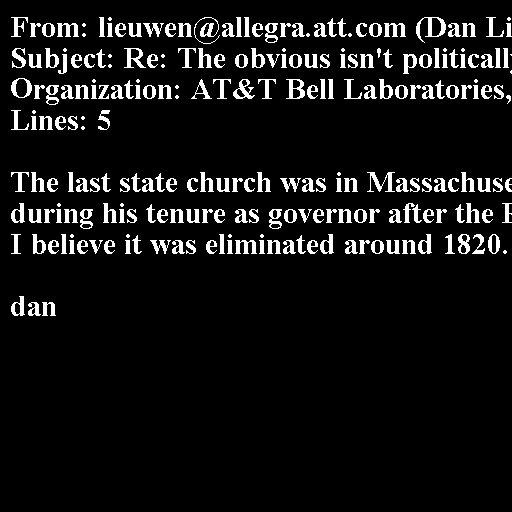 From: lieuwen@allegra.att.com (Dan Li
Subject: Re: The obvious isn't politicall
Organization: AT&T Bell Laboratories,
Lines: 5

The last state church was in Massachuse
during his tenure as governor after the
I believe it was eliminated around 1820.

dan